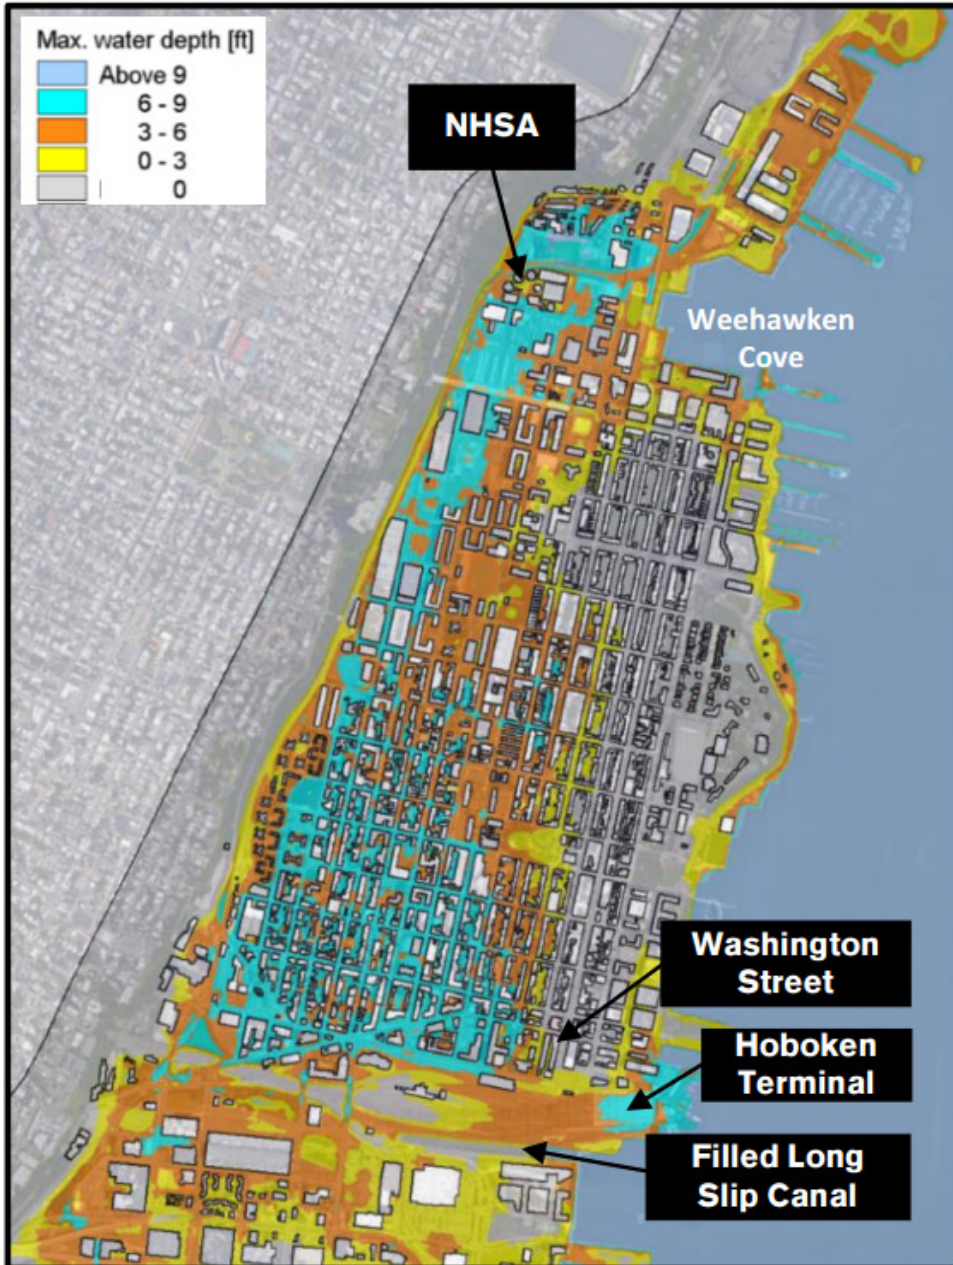 Max. water depth [ft]
Above 9
6 - 9
3 - 6
0 - 3
0
NHSA
Weehawken
Cove
Washington
Street
Hoboken
Terminal
Filled Long
Slip Canal